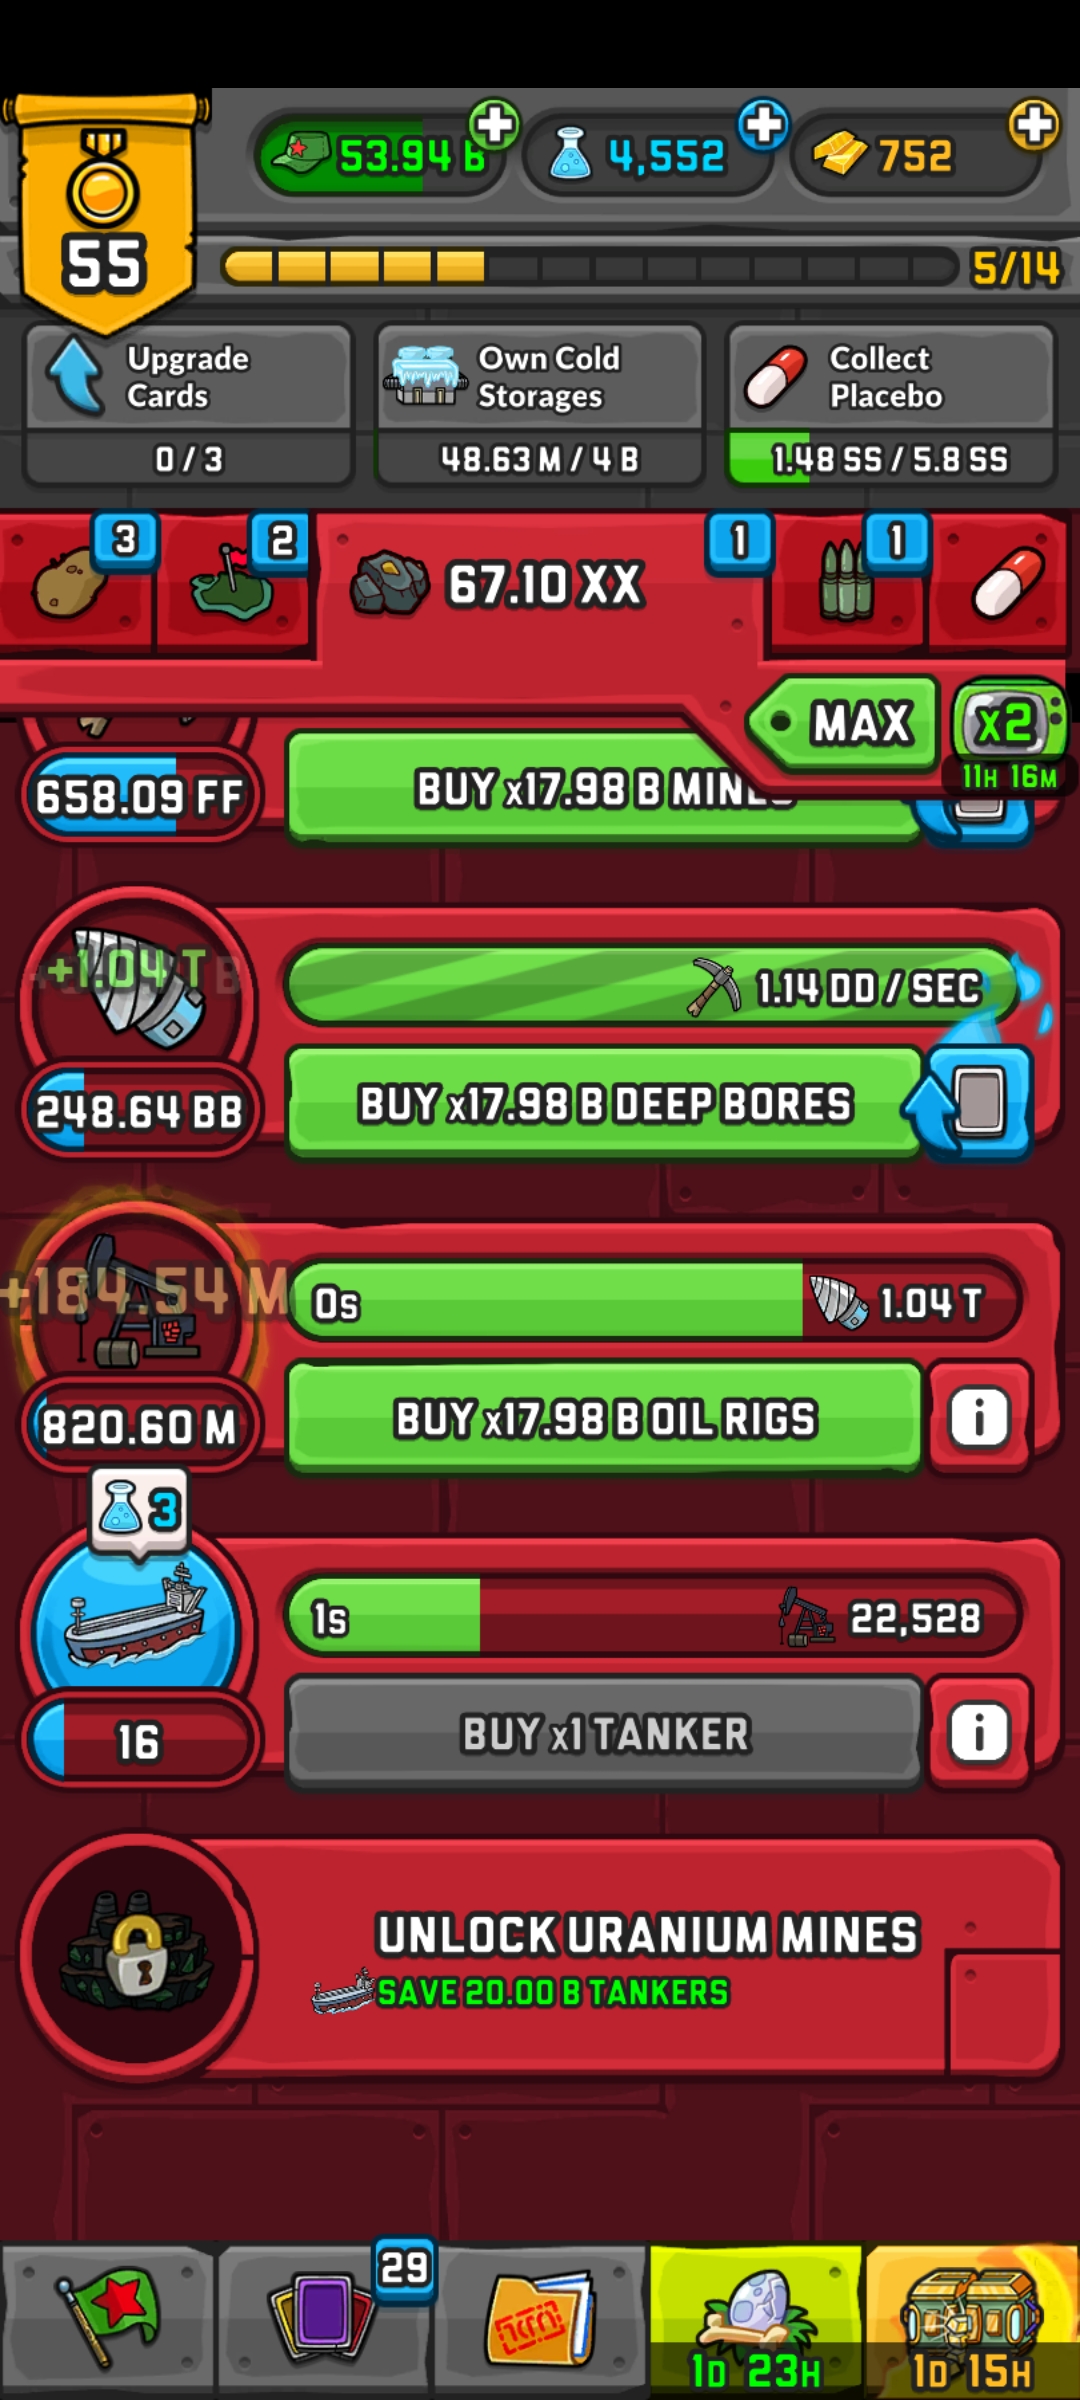 53.94 B
4,552
752
55
5/14
Upgrade
Cards
0 / 3
Own Cold
Storages
48.63 M / 4 B
Collect
Placebo
1.48 SS / 5.8 SS
3
2
67.10 XX
1
1
MAX
x2
11H 16M
658.09 FF
BUY x17.98 B MINES
+1.04 T
1.14 DD / SEC
248.64 BB
BUY x17.98 B DEEP BORES
+184.54 M
0s
1.04 T
820.60 M
BUY x17.98 B OIL RIGS
i
3
1s
22,528
16
BUY x1 TANKER
i
UNLOCK URANIUM MINES
SAVE 20.00 B TANKERS
29
1D 23H
1D 15H